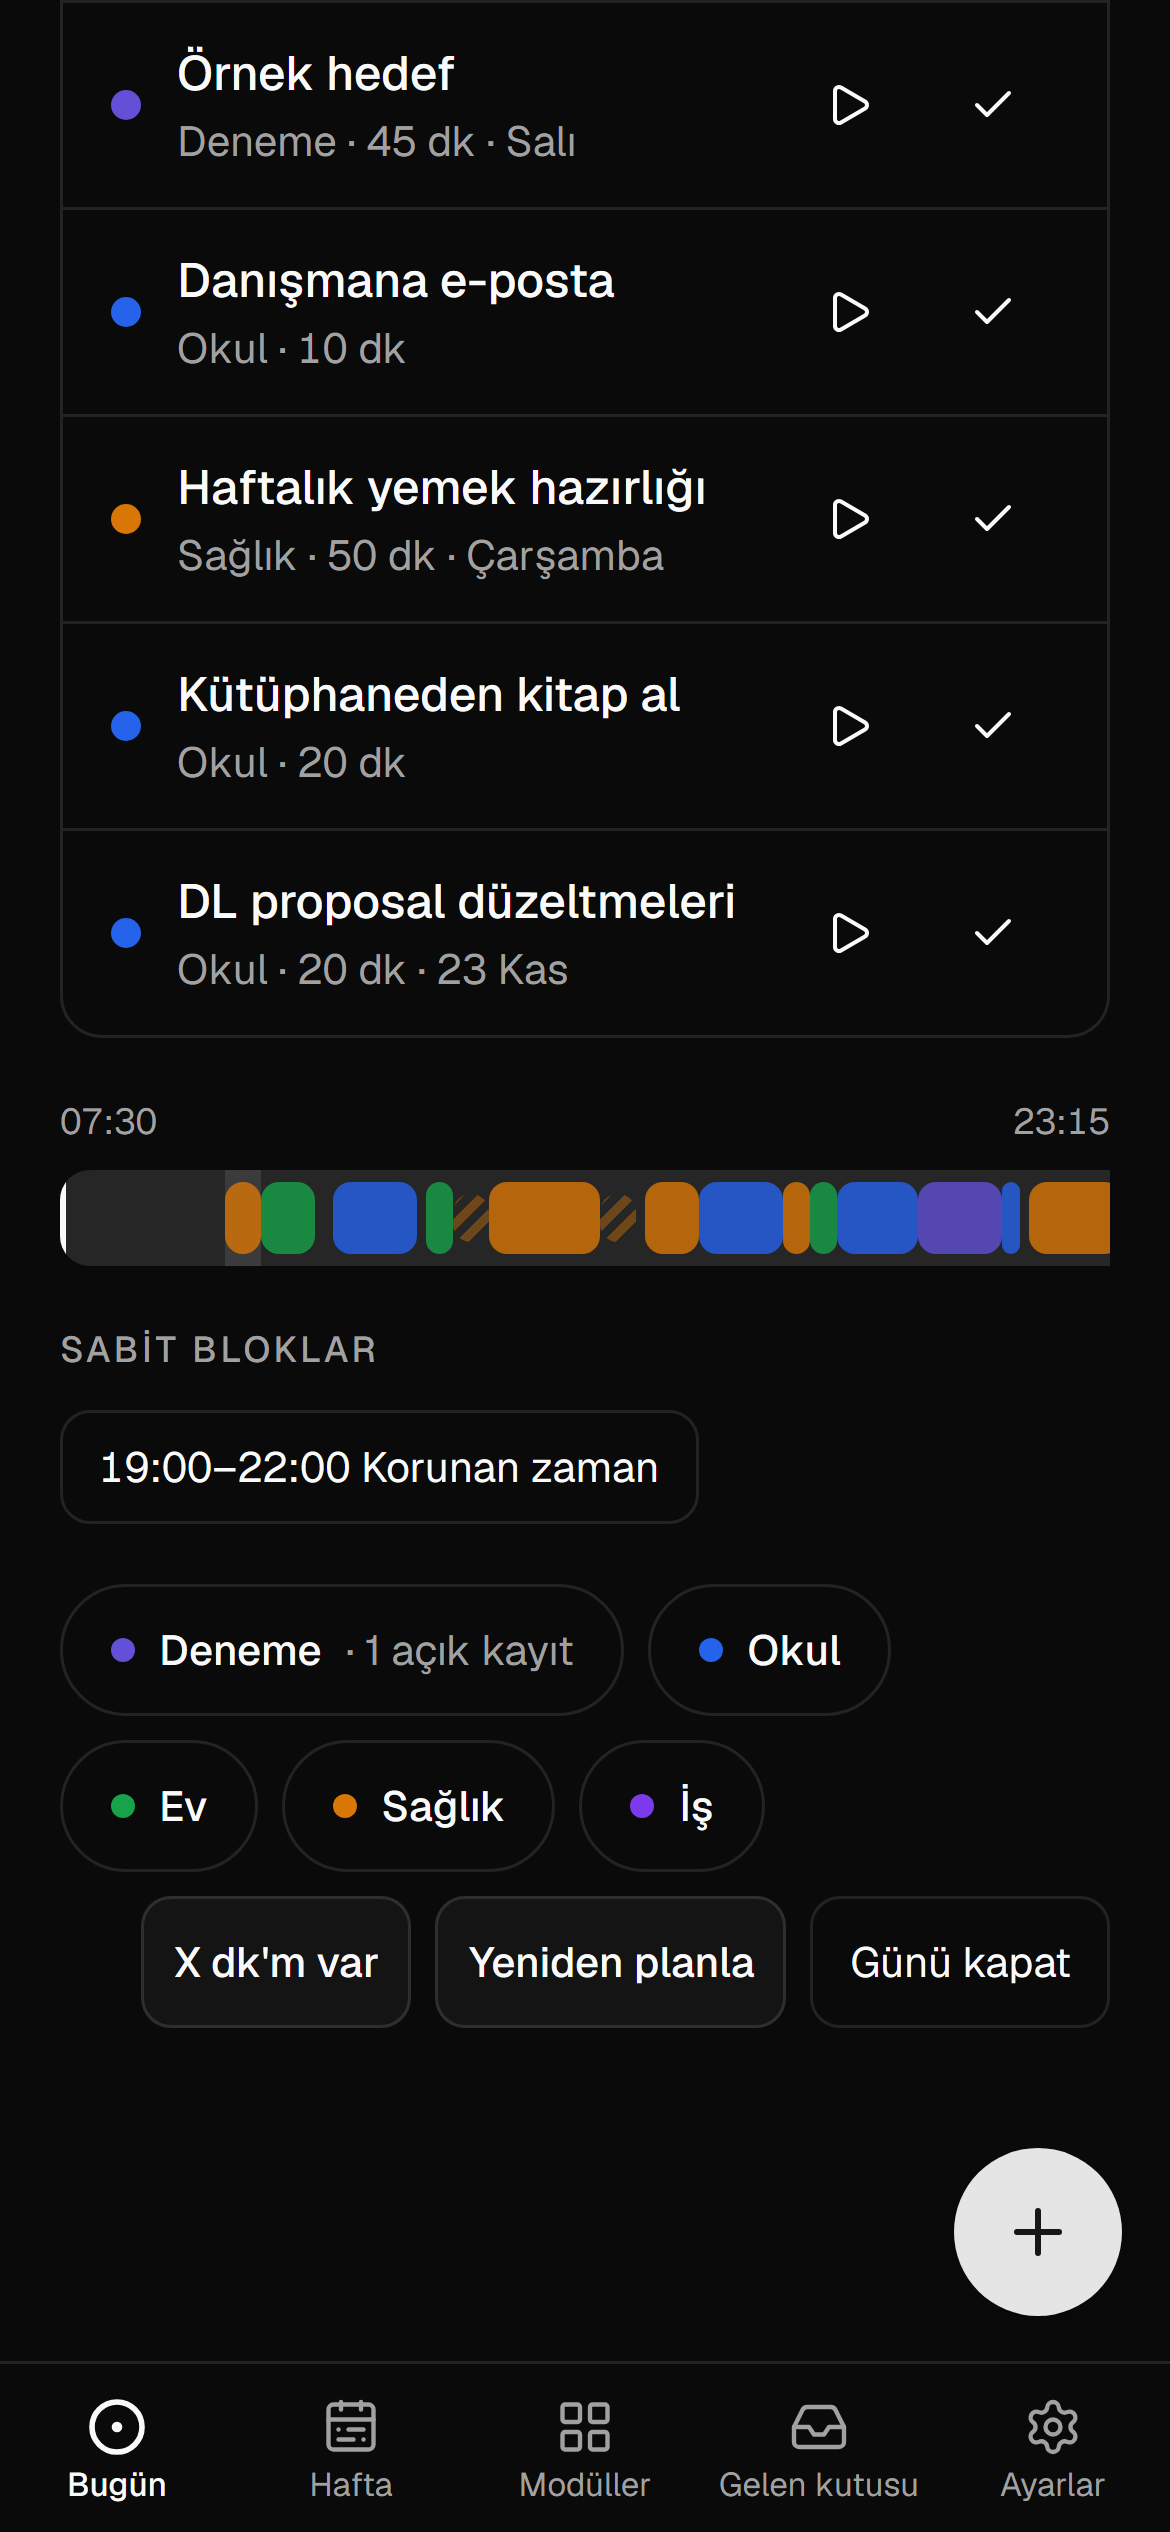 Örnek hedef
Deneme · 45 dk · Salı
Danışmana e-posta
Okul · 10 dk
Haftalık yemek hazırlığı
Sağlık · 50 dk · Çarşamba
Kütüphaneden kitap al
Okul · 20 dk
DL proposal düzeltmeleri
Okul · 20 dk · 23 Kas
07:30 23:15
SABİT BLOKLAR
19:00–22:00 Korunan zaman
Deneme · 1 açık kayıt Okul
Ev Sağlık İş
X dk'm var Yeniden planla Günü kapat
Bugün Hafta Modüller Gelen kutusu Ayarlar